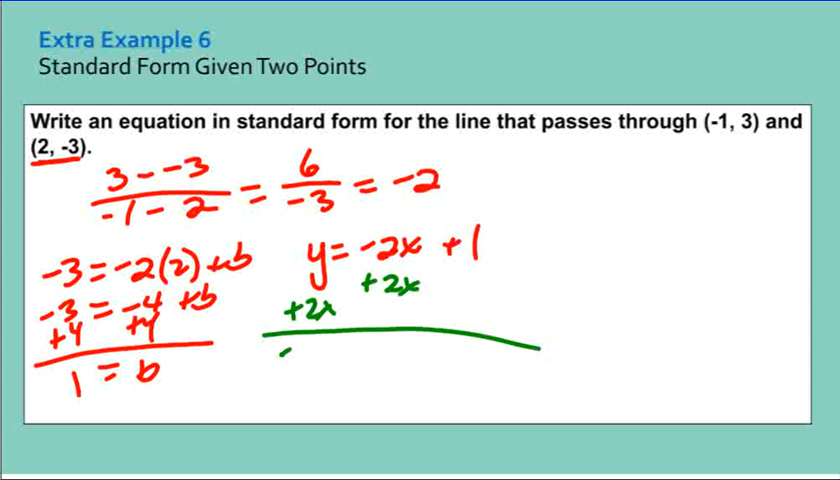 Extra Example 6
Standard Form Given Two Points
Write an equation in standard form for the line that passes through (-1, 3) and
(2, -3).
3 - -3 / -1 - 2 = 6 / -3 = -2
-3 = -2(2) + b
-3 = -4 + b
+4 +4
1 = b
y = -2x + 1
+2x
+2x